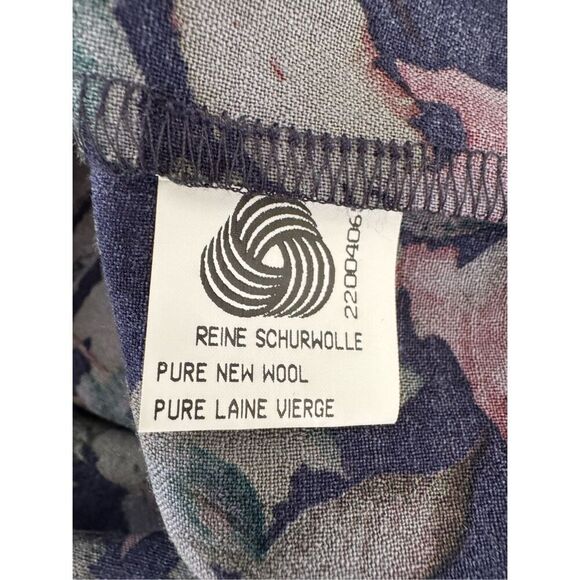 2200406
REINE SCHURWOLLE
PURE NEW WOOL
PURE LAINE VIERGE